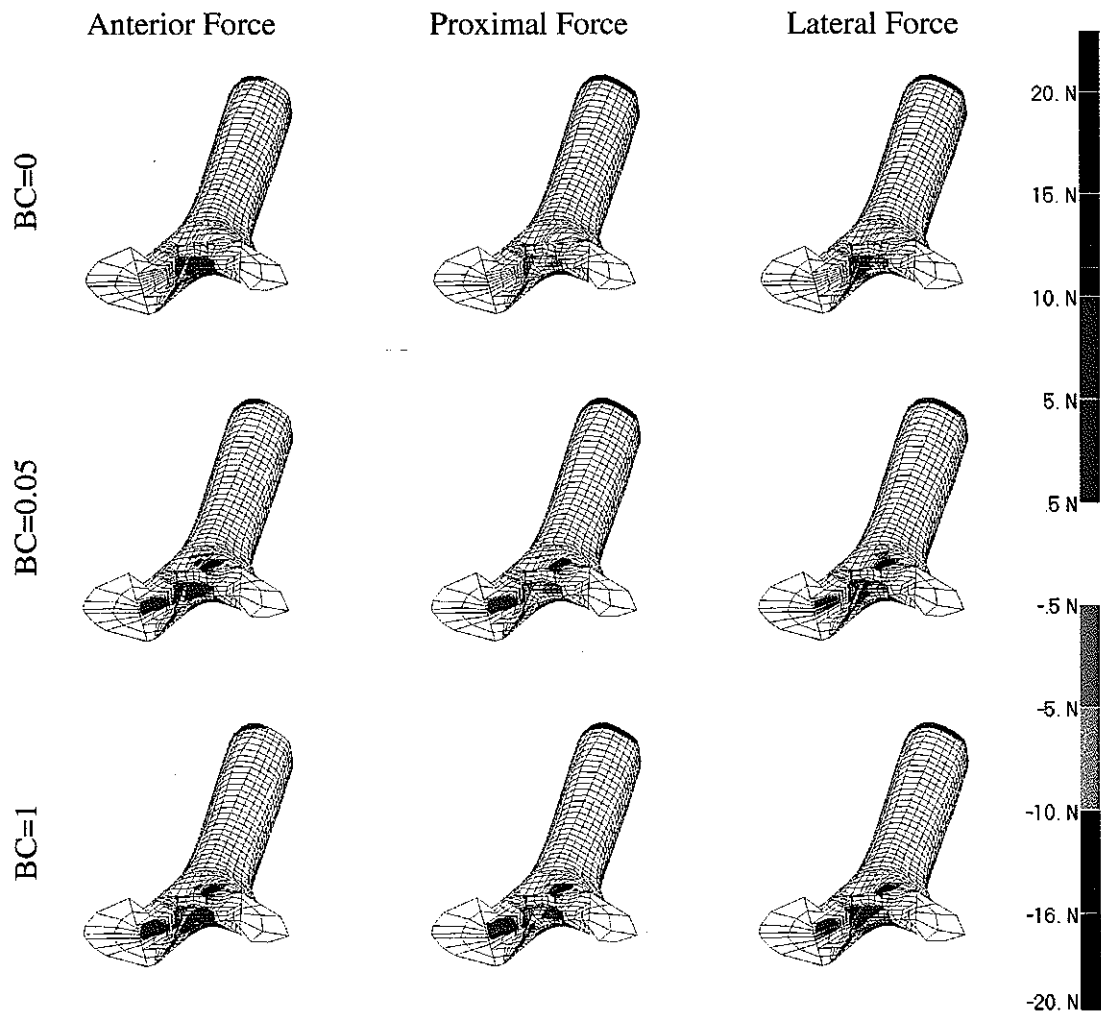 Anterior Force
Proximal Force
Lateral Force
BC=0
BC=0.05
BC=1
20. N
15. N
10. N
5. N
.5 N
-.5 N
-5. N
-10. N
-16. N
-20. N